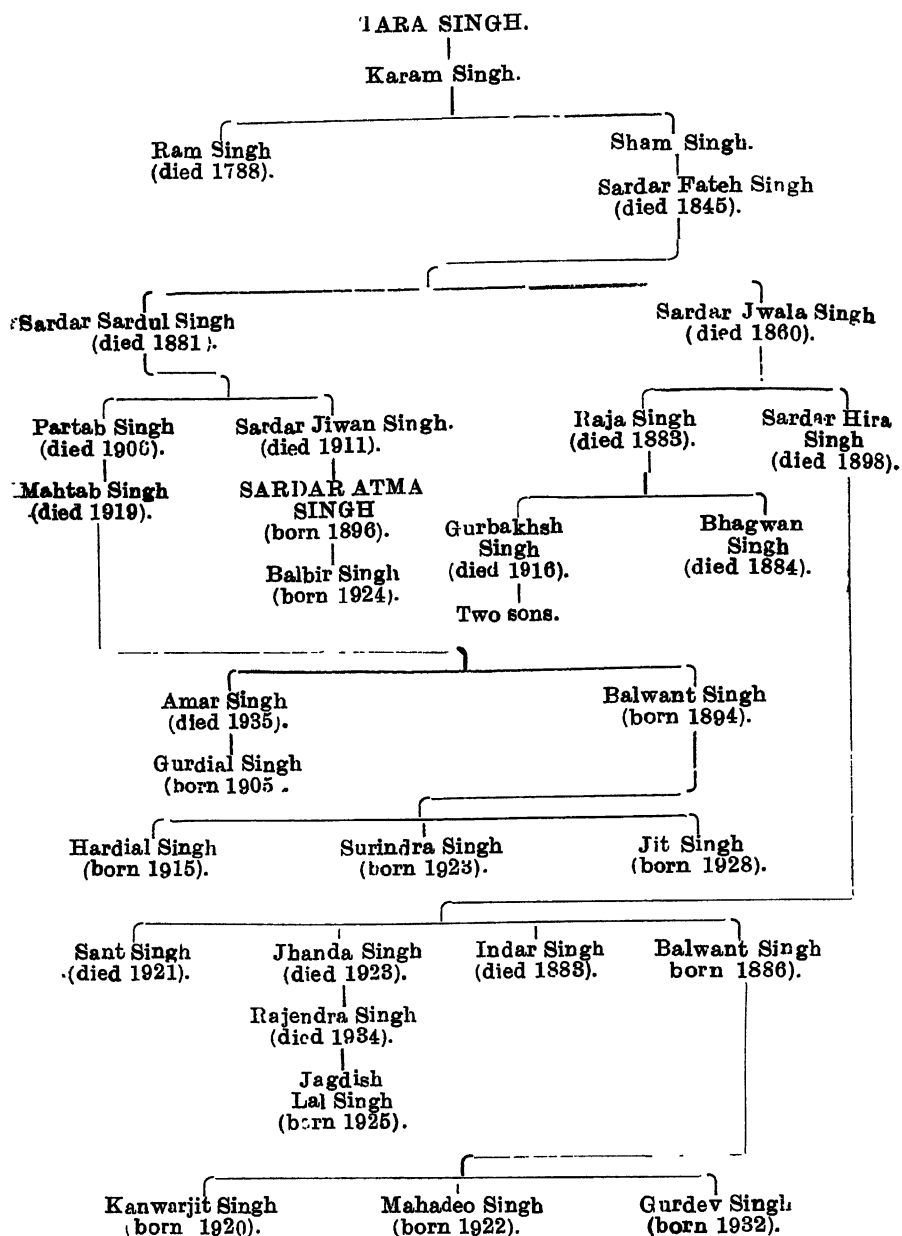 TARA SINGH.
Karam Singh.
Ram Singh
(died 1788).
Sham Singh.
Sardar Fateh Singh
(died 1845).
Sardar Sardul Singh
(died 1881).
Sardar Jwala Singh
(died 1860).
Partab Singh
(died 1906).
Sardar Jiwan Singh.
(died 1911).
Raja Singh
(died 1883).
Sardar Hira
Singh
(died 1898).
Mahtab Singh
(died 1919).
SARDAR ATMA
SINGH
(born 1896).
Balbir Singh
(born 1924).
Gurbakhsh
Singh
(died 1916).
Two sons.
Bhagwan
Singh
(died 1884).
Amar Singh
(died 1935).
Gurdial Singh
(born 1905.
Balwant Singh
(born 1894).
Hardial Singh
(born 1915).
Surindra Singh
(born 1923).
Jit Singh
(born 1928).
Sant Singh
(died 1921).
Jhanda Singh
(died 1923).
Rajendra Singh
(died 1934).
Jagdish
Lal Singh
(born 1925).
Indar Singh
(died 1883).
Balwant Singh
born 1886).
Kanwarjit Singh
(born 1920).
Mahadeo Singh
(born 1922).
Gurdev Singh
(born 1932).